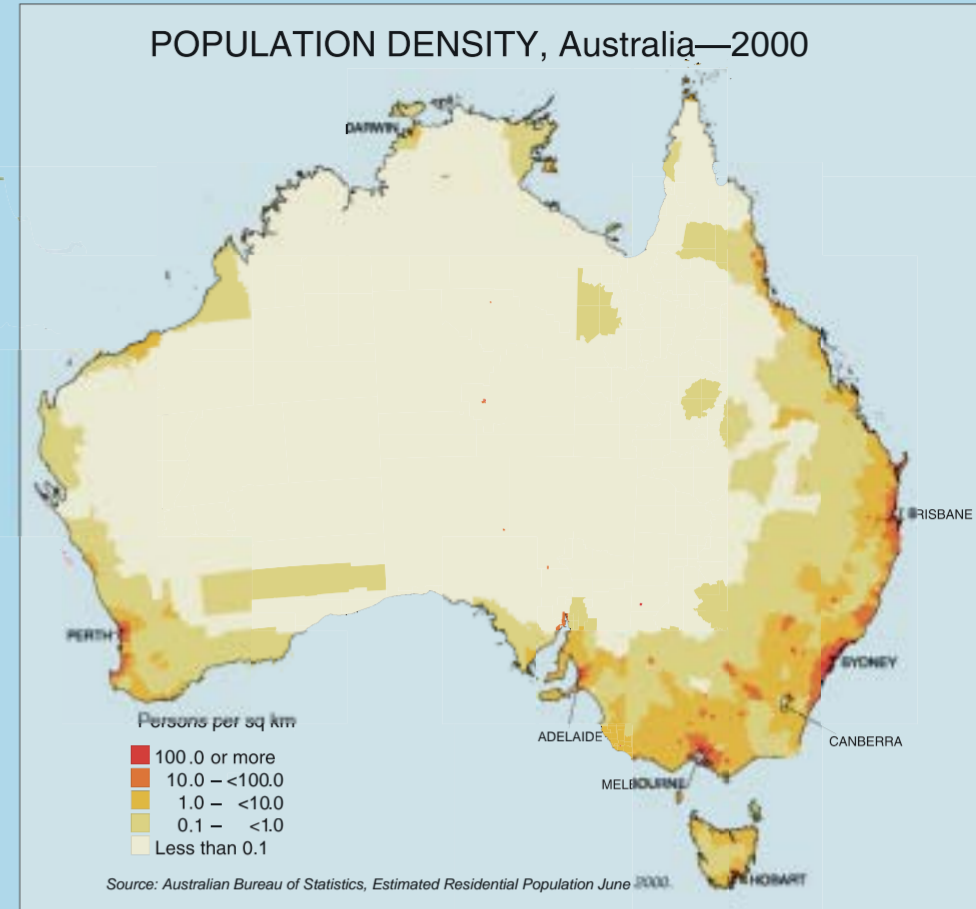 POPULATION DENSITY, Australia—2000
DARWIN
BRISBANE
PERTH
SYDNEY
ADELAIDE
CANBERRA
MELBOURNE
HOBART
Persons per sq km
100.0 or more
10.0 – <100.0
1.0 – <10.0
0.1 – <1.0
Less than 0.1
Source: Australian Bureau of Statistics, Estimated Residential Population June 2000.